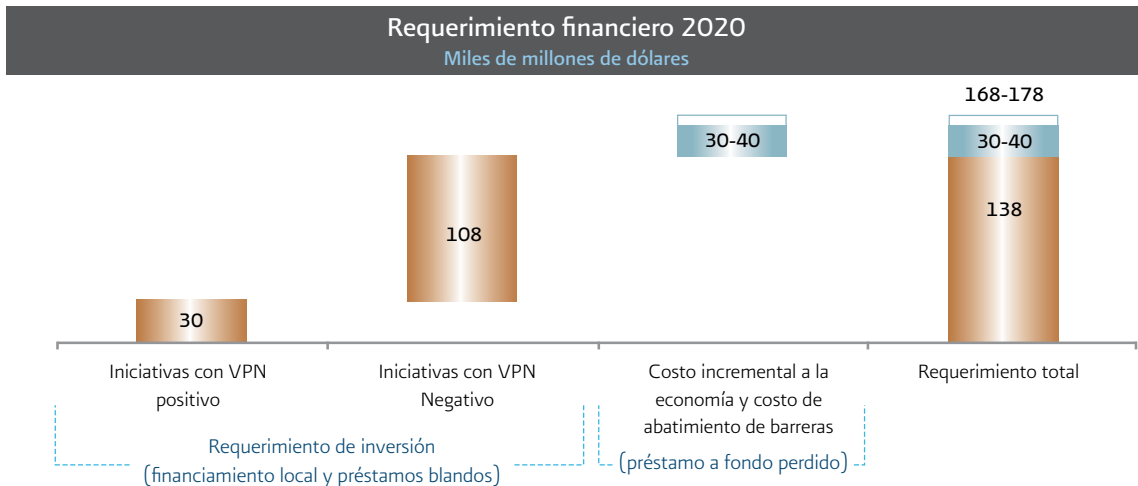 Requerimiento financiero 2020
Miles de millones de dólares
168-178
30-40
30-40
138
108
30
Iniciativas con VPN
positivo
Iniciativas con VPN
Negativo
Costo incremental a la
economía y costo de
abatimiento de barreras
Requerimiento total
Requerimiento de inversión
(financiamiento local y préstamos blandos)
(préstamo a fondo perdido)